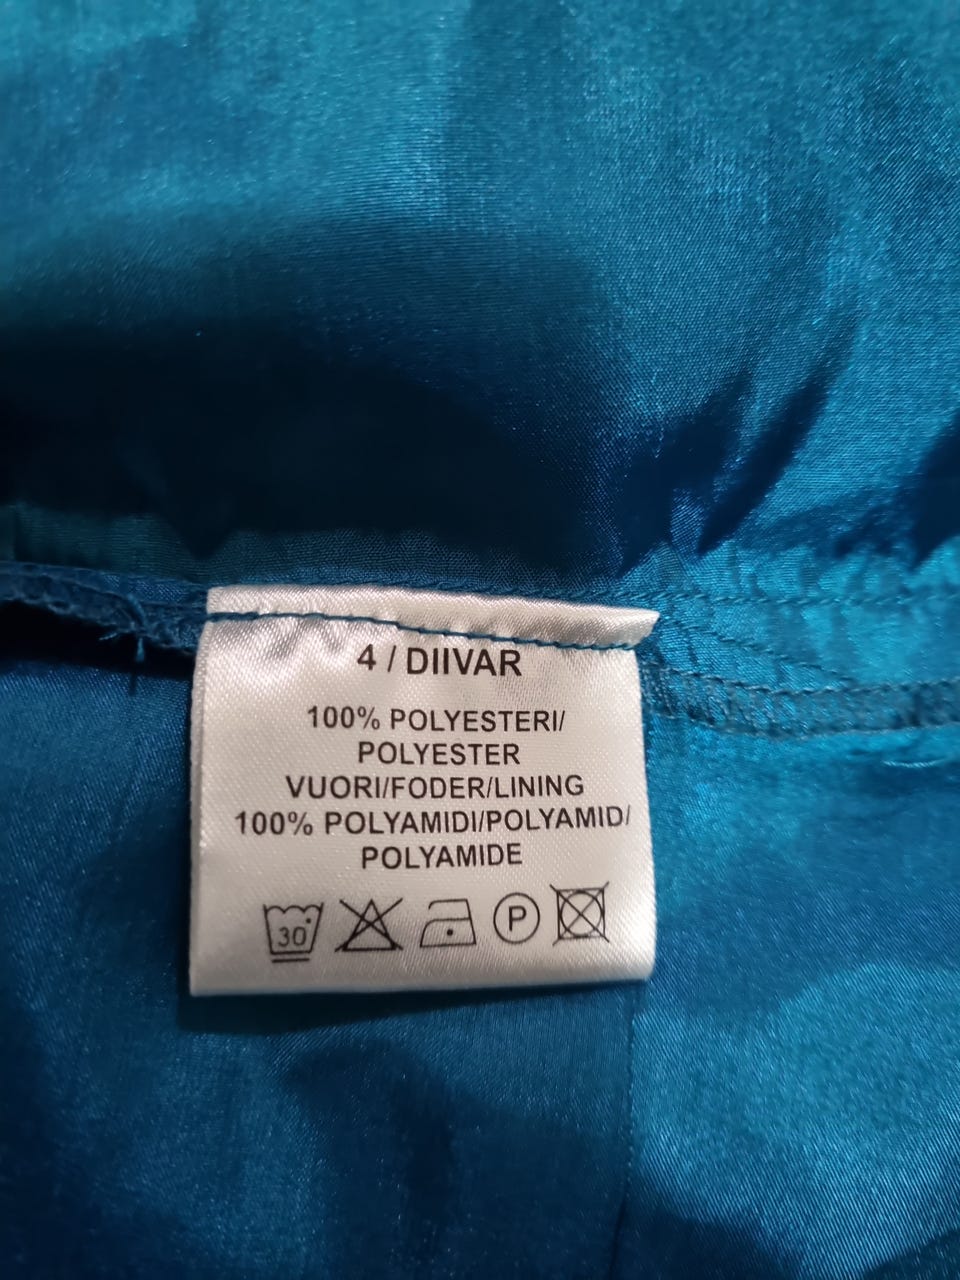 4 / DIIVAR
100% POLYESTERI/
POLYESTER
VUORI/FODER/LINING
100% POLYAMIDI/POLYAMID/
POLYAMIDE
30° P